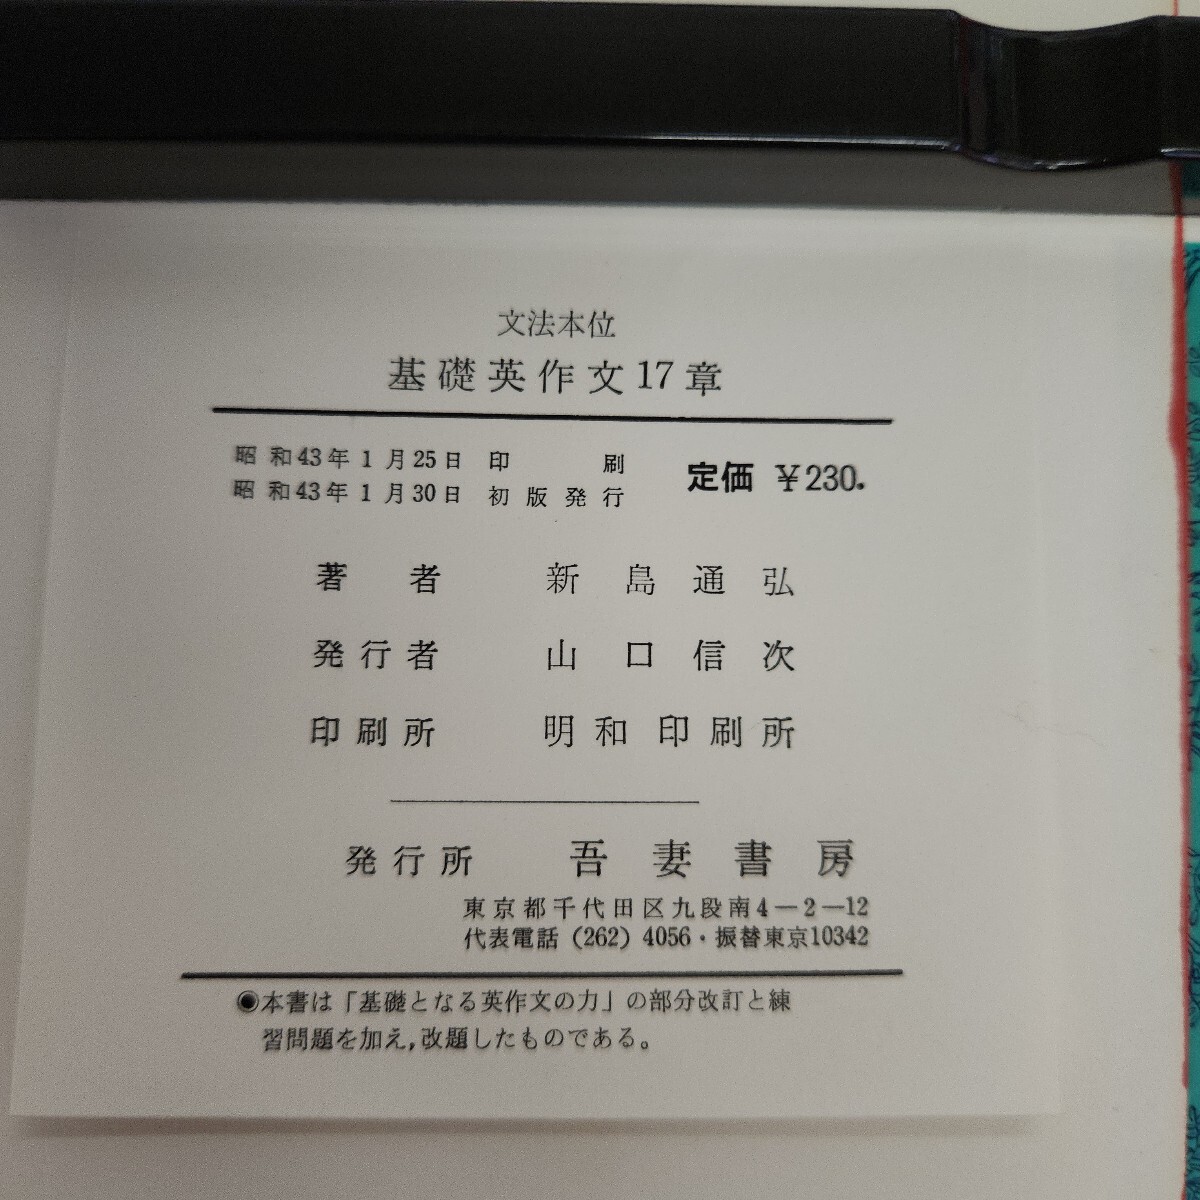 文法本位
基礎英作文17章
昭和43年1月25日 印刷
昭和43年1月30日 初版発行
定価 ￥230.
著者 新島通弘
発行者 山口信次
印刷所 明和印刷所
発行所 吾妻書房
東京都千代田区九段南4―2―12
代表電話（262）4056・振替東京10342
◉本書は「基礎となる英作文の力」の部分改訂と練
習問題を加え,改題したものである。